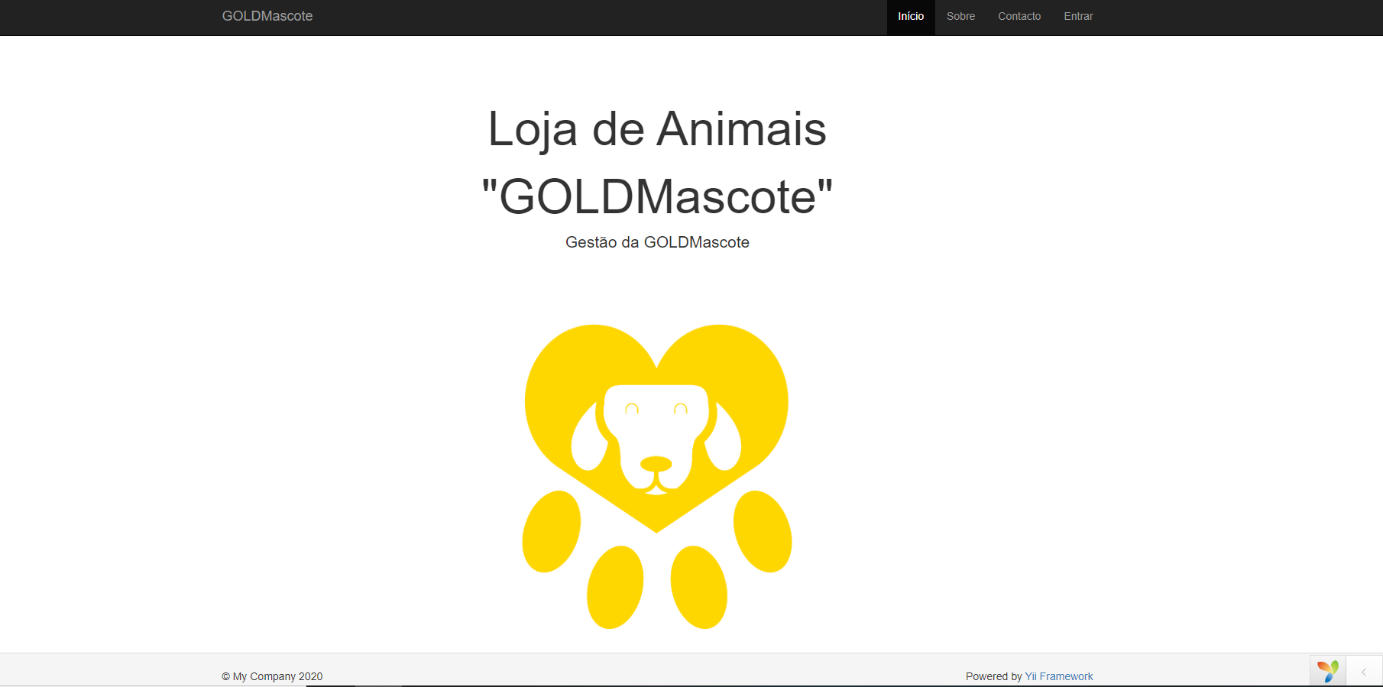 GOLDMascote
Início Sobre Contacto Entrar
Loja de Animais
"GOLDMascote"
Gestão da GOLDMascote
© My Company 2020
Powered by Yii Framework